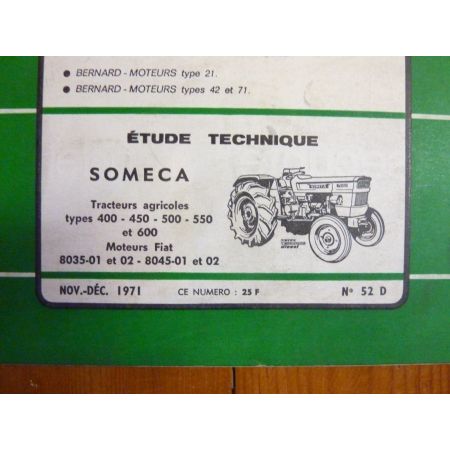 • BERNARD - MOTEURS type 21.
• BERNARD - MOTEURS types 42 et 71.
ÉTUDE TECHNIQUE
SOMECA
Tracteurs agricoles
types 400 - 450 - 500 - 550
et 600
Moteurs Fiat
8035-01 et 02 - 8045-01 et 02
SOMECA
NOV.-DÉC. 1971
CE NUMERO : 25 F
No 52 D